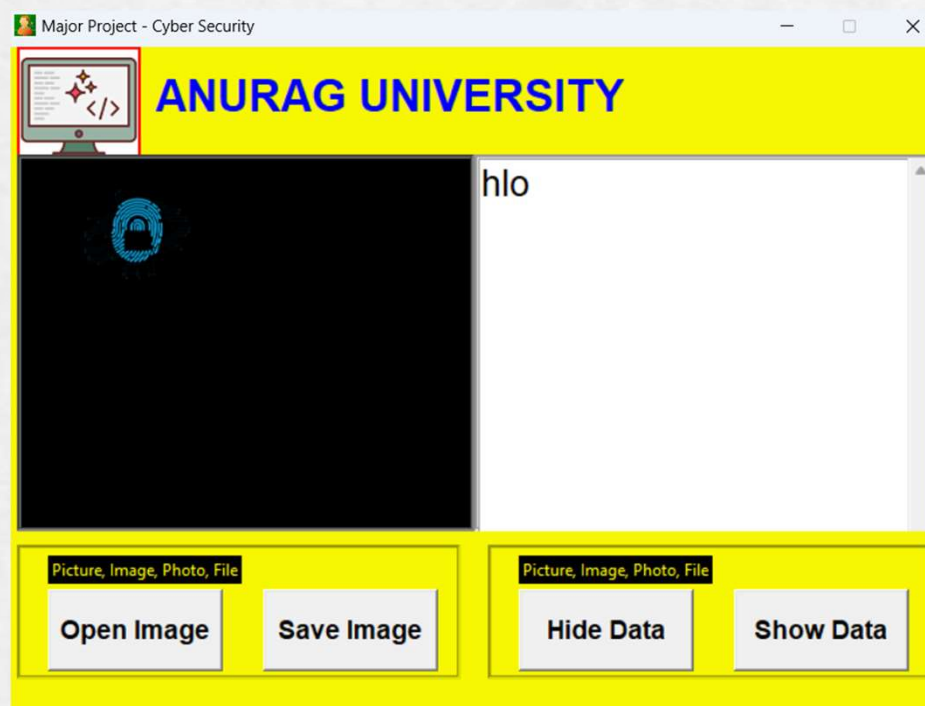 Major Project - Cyber Security
ANURAG UNIVERSITY
</>
hlo
Picture, Image, Photo, File
Open Image
Save Image
Picture, Image, Photo, File
Hide Data
Show Data